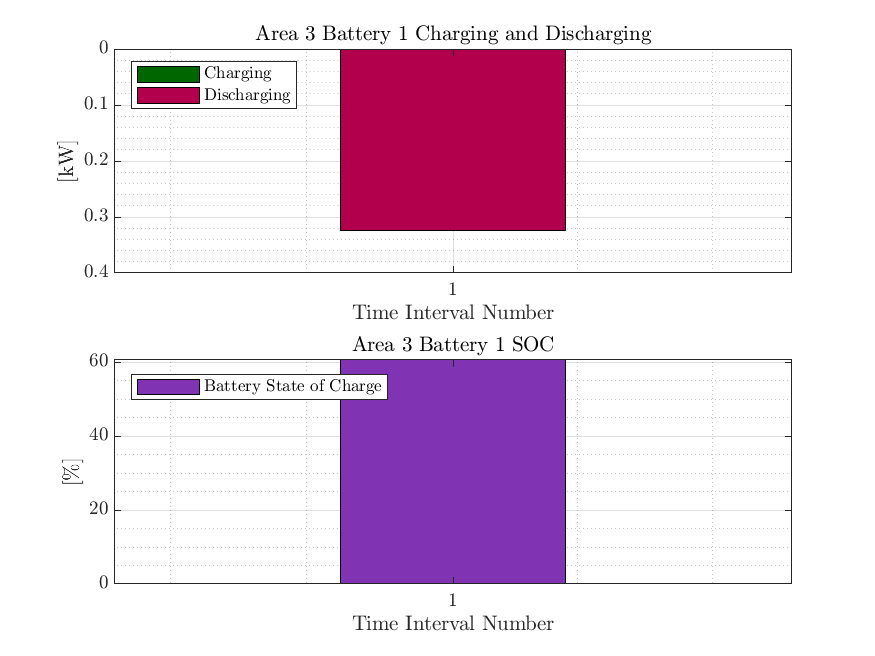 Area 3 Battery 1 Charging and Discharging
0
0.1
0.2
0.3
0.4
[kW]
Charging
Discharging
1
Time Interval Number
Area 3 Battery 1 SOC
60
40
20
0
[%]
Battery State of Charge
1
Time Interval Number